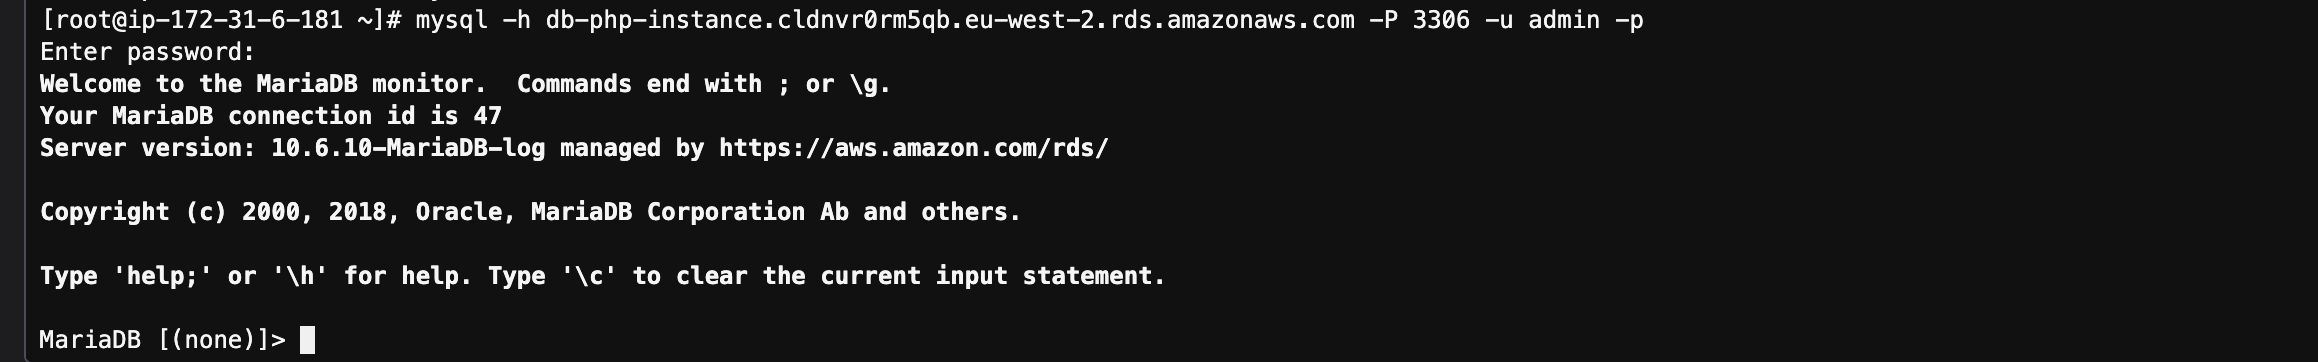 [root@ip-172-31-6-181 ~]# mysql -h db-php-instance.cldnvr0rm5qb.eu-west-2.rds.amazonaws.com -P 3306 -u admin -p
Enter password:
Welcome to the MariaDB monitor.  Commands end with ; or \g.
Your MariaDB connection id is 47
Server version: 10.6.10-MariaDB-log managed by https://aws.amazon.com/rds/
Copyright (c) 2000, 2018, Oracle, MariaDB Corporation Ab and others.
Type 'help;' or '\h' for help. Type '\c' to clear the current input statement.
MariaDB [(none)]>